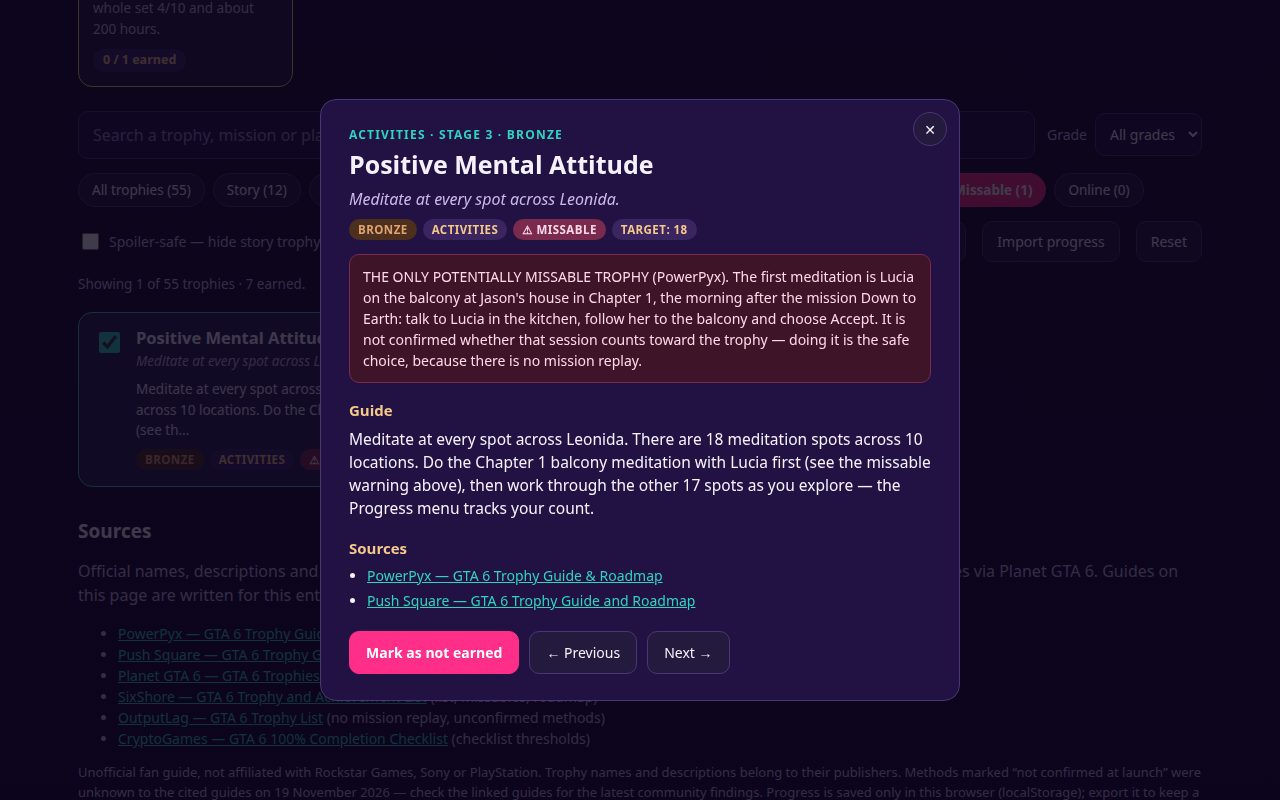 whole set 4/10 and about
200 hours.
0 / 1 earned
Search a trophy, mission or pla
Grade
All grades
All trophies (55)
Story (12)
Missable (1)
Online (0)
Spoiler-safe — hide story trophy
Import progress
Reset
Showing 1 of 55 trophies · 7 earned.
Positive Mental Attitude
Meditate at every spot across L
Meditate at every spot across
across 10 locations. Do the Ch
(see th...
BRONZE
ACTIVITIES
⚠
ACTIVITIES · STAGE 3 · BRONZE
×
Positive Mental Attitude
Meditate at every spot across Leonida.
BRONZE
ACTIVITIES
⚠ MISSABLE
TARGET: 18
THE ONLY POTENTIALLY MISSABLE TROPHY (PowerPyx). The first meditation is Lucia
on the balcony at Jason's house in Chapter 1, the morning after the mission Down to
Earth: talk to Lucia in the kitchen, follow her to the balcony and choose Accept. It is
not confirmed whether that session counts toward the trophy — doing it is the safe
choice, because there is no mission replay.
Guide
Meditate at every spot across Leonida. There are 18 meditation spots across 10
locations. Do the Chapter 1 balcony meditation with Lucia first (see the missable
warning above), then work through the other 17 spots as you explore — the
Progress menu tracks your count.
Sources
PowerPyx — GTA 6 Trophy Guide & Roadmap
Push Square — GTA 6 Trophy Guide and Roadmap
Mark as not earned
← Previous
Next →
Sources
Official names, descriptions and
es via Planet GTA 6. Guides on
this page are written for this ent
PowerPyx — GTA 6 Trophy Guid
Push Square — GTA 6 Trophy G
Planet GTA 6 — GTA 6 Trophies
SixShore — GTA 6 Trophy and A
OutputLag — GTA 6 Trophy List (no mission replay, unconfirmed methods)
CryptoGames — GTA 6 100% Completion Checklist (checklist thresholds)
Unofficial fan guide, not affiliated with Rockstar Games, Sony or PlayStation. Trophy names and descriptions belong to their publishers. Methods marked “not confirmed at launch” were
unknown to the cited guides on 19 November 2026 — check the linked guides for the latest community findings. Progress is saved only in this browser (localStorage); export it to keep a